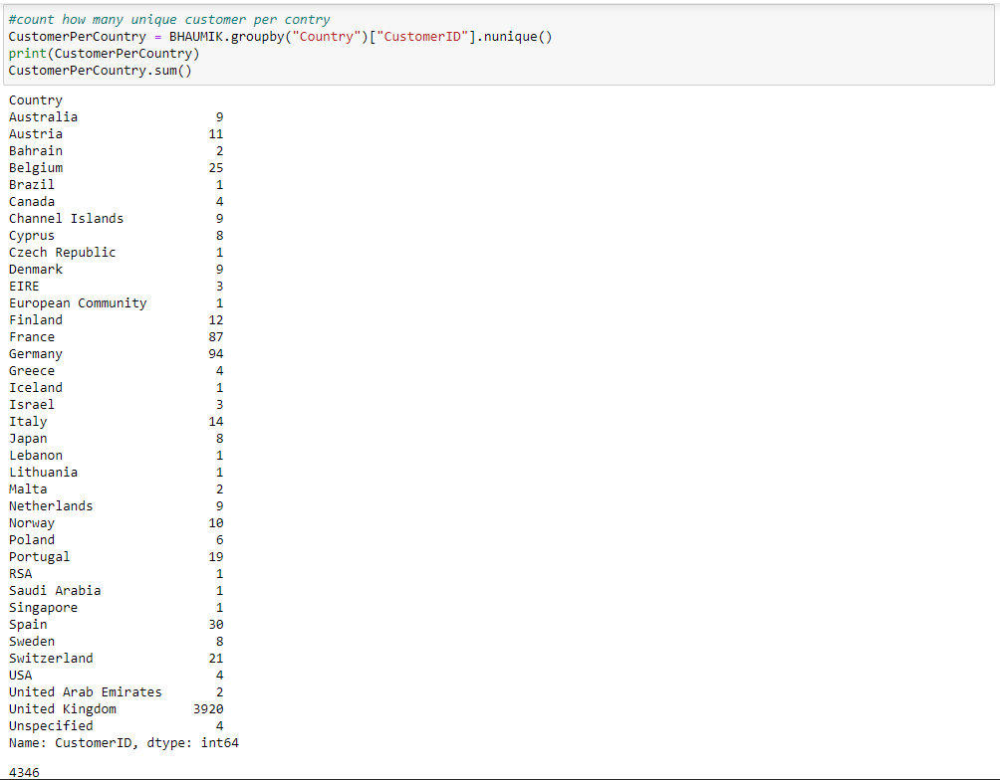 #count how many unique customer per contry
CustomerPerCountry = BHAUMIK.groupby("Country")["CustomerID"].nunique()
print(CustomerPerCountry)
CustomerPerCountry.sum()
Country
Australia 9
Austria 11
Bahrain 2
Belgium 25
Brazil 1
Canada 4
Channel Islands 9
Cyprus 8
Czech Republic 1
Denmark 9
EIRE 3
European Community 1
Finland 12
France 87
Germany 94
Greece 4
Iceland 1
Israel 3
Italy 14
Japan 8
Lebanon 1
Lithuania 1
Malta 2
Netherlands 9
Norway 10
Poland 6
Portugal 19
RSA 1
Saudi Arabia 1
Singapore 1
Spain 30
Sweden 8
Switzerland 21
USA 4
United Arab Emirates 2
United Kingdom 3920
Unspecified 4
Name: CustomerID, dtype: int64
4346